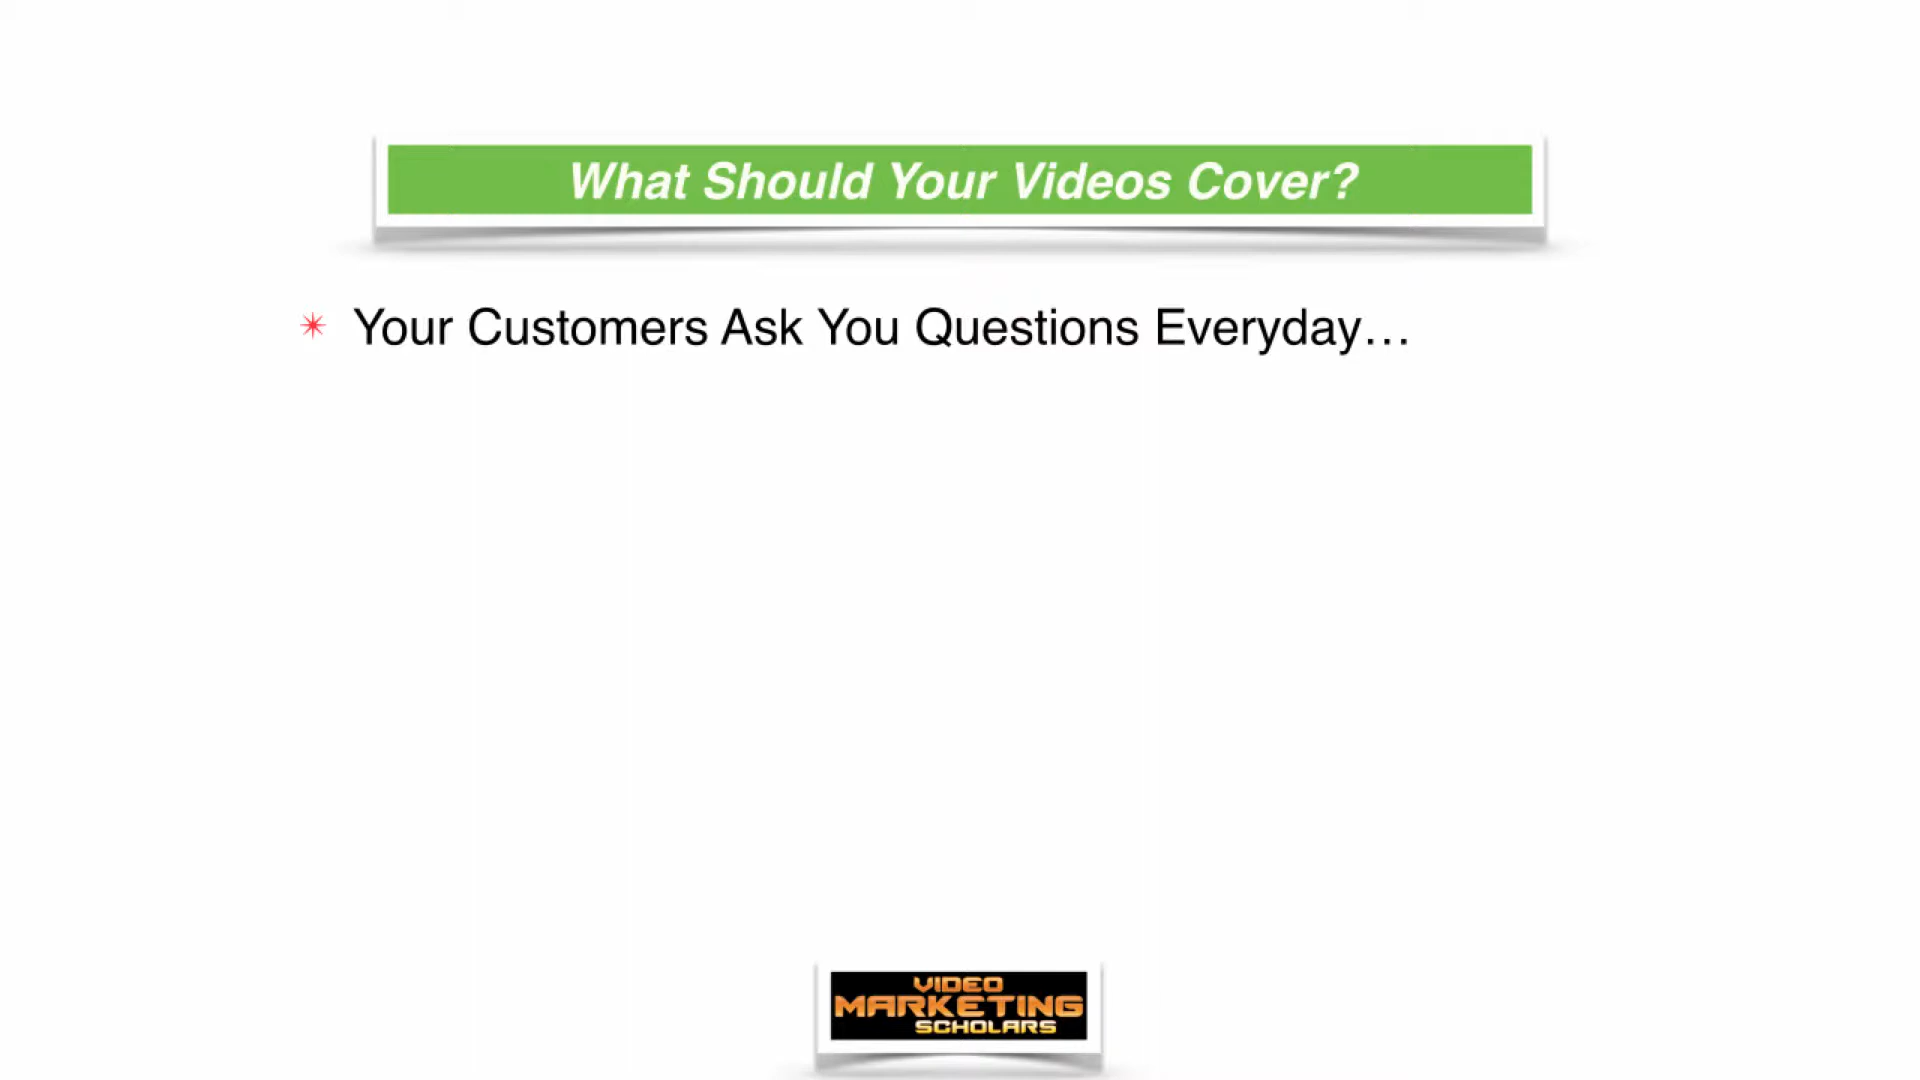 What Should Your Videos Cover?
Your Customers Ask You Questions Everyday…
VIDEO
MARKETING
SCHOLARS